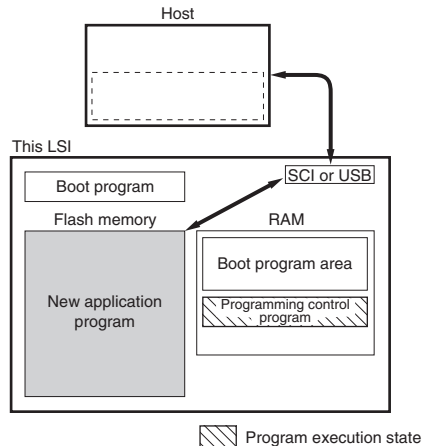 Host
This LSI
SCI or USB
Boot program
Flash memory
RAM
Boot program area
New application
program
Programming control
program
Program execution state